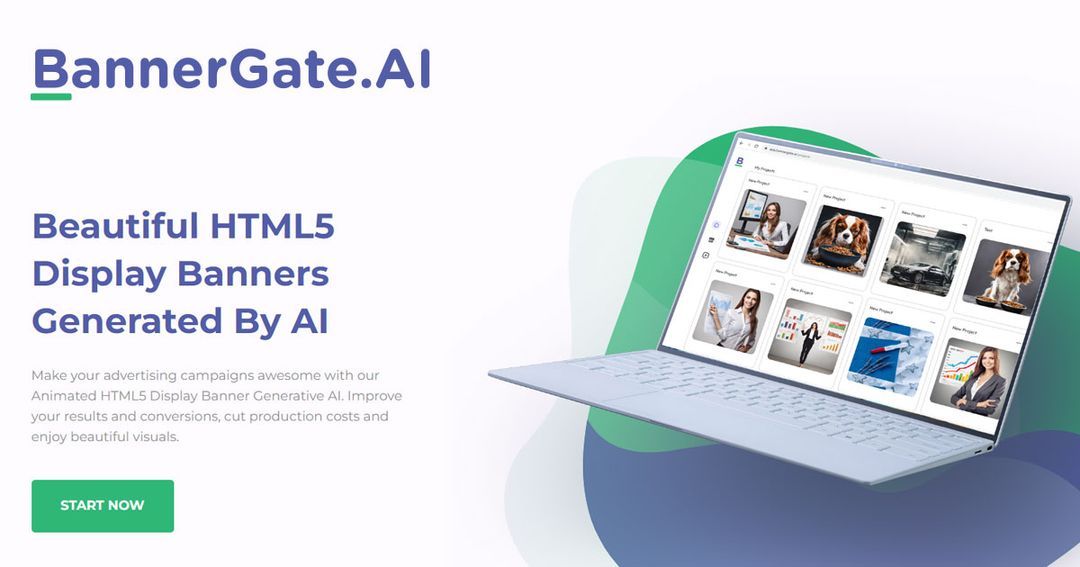 BannerGate.AI
Beautiful HTML5
Display Banners
Generated By AI
Make your advertising campaigns awesome with our
Animated HTML5 Display Banner Generative AI. Improve
your results and conversions, cut production costs and
enjoy beautiful visuals.
START NOW
B
My Projects
New Project
New Project
New Project
Test
New Project
New Project
New Project
New Project